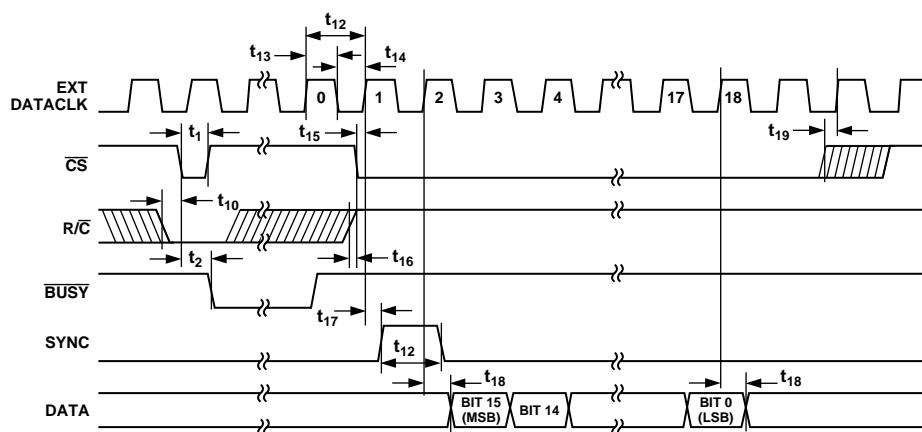 t12
t13
t14
EXT
DATACLK
0
1
2
3
4
17
18
t1
t15
t19
CS
t10
R/C
t2
t16
BUSY
t17
SYNC
t12
t18
t18
DATA
BIT 15
(MSB)
BIT 14
BIT 0
(LSB)